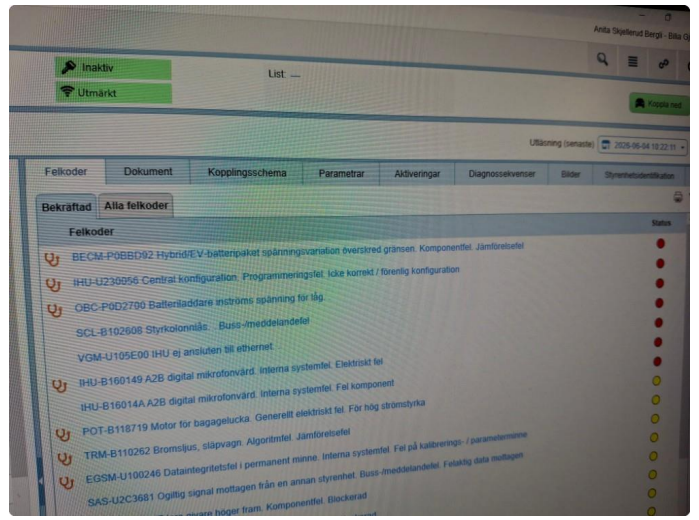 Anita Skjellerud Bergli - Bilia
Inaktiv
List: —
Utmärkt
Koppla ned
Utläsning (senaste)
2026-06-04 10:22:11
Felkoder Dokument Kopplingsschema Parametrar Aktiveringar Diagnossekvenser Bilder Styrenhetsidentifikation
Bekräftad Alla felkoder
Felkoder Status
BECM-P0BBD92 Hybrid/EV-batteripaket spänningsvariation överskred gränsen. Komponentfel. Jämförelsefel
IHU-U230056 Central konfiguration. Programmeringsfel. Icke korrekt / förenlig konfiguration
OBC-P0D2700 Batteriladdare inströms spänning för låg.
SCL-B102608 Styrkolonnlås. . Buss-/meddelandefel
VGM-U105E00 IHU ej ansluten till ethernet
IHU-B160149 A2B digital mikrofonvärd. Interna systemfel. Elektriskt fel
IHU-B16014A A2B digital mikrofonvärd. Interna systemfel. Fel komponent
POT-B118719 Motor för bagagelucka. Generellt elektriskt fel. För hög strömstyrka
TRM-B110262 Bromsljus, släpvagn. Algoritmfel. Jämförelsefel
EGSM-U100246 Dataintegritetsfel i permanent minne. Interna systemfel. Fel på kalibrerings- / parameterminne
SAS-U2C3681 Ogiltig signal mottagen från en annan styrenhet. Buss-/meddelandefel. Felaktig data mottagen
givare höger fram. Komponentfel. Blockerad